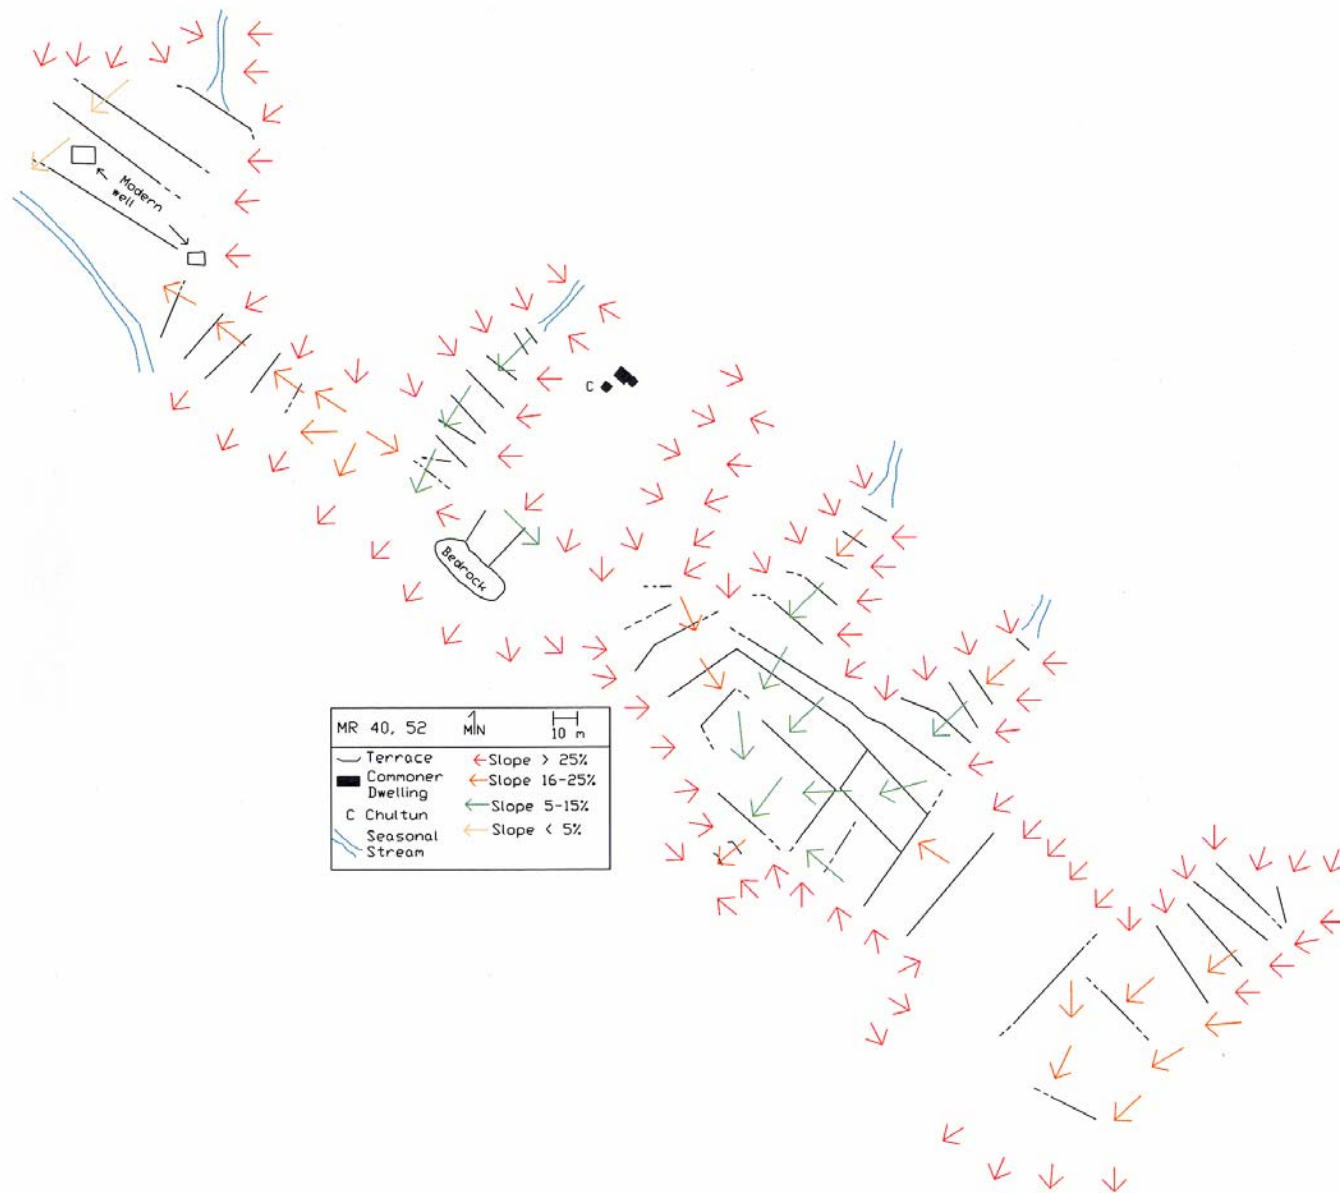 Modern
well
C
Bedrock
MR 40, 52
MN
10 m
Terrace
Slope > 25%
Commoner
Dwelling
Slope 16-25%
C Chultun
Slope 5-15%
Seasonal
Stream
Slope < 5%